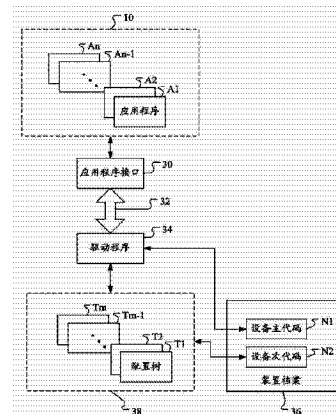 10
An
An-1
A2
A1
应用程序
应用程序接口
30
32
驱动程序
34
Tm
Tm-1
T2
T1
装置树
设备主代码
N1
设备次代码
N2
装置档案
38
36